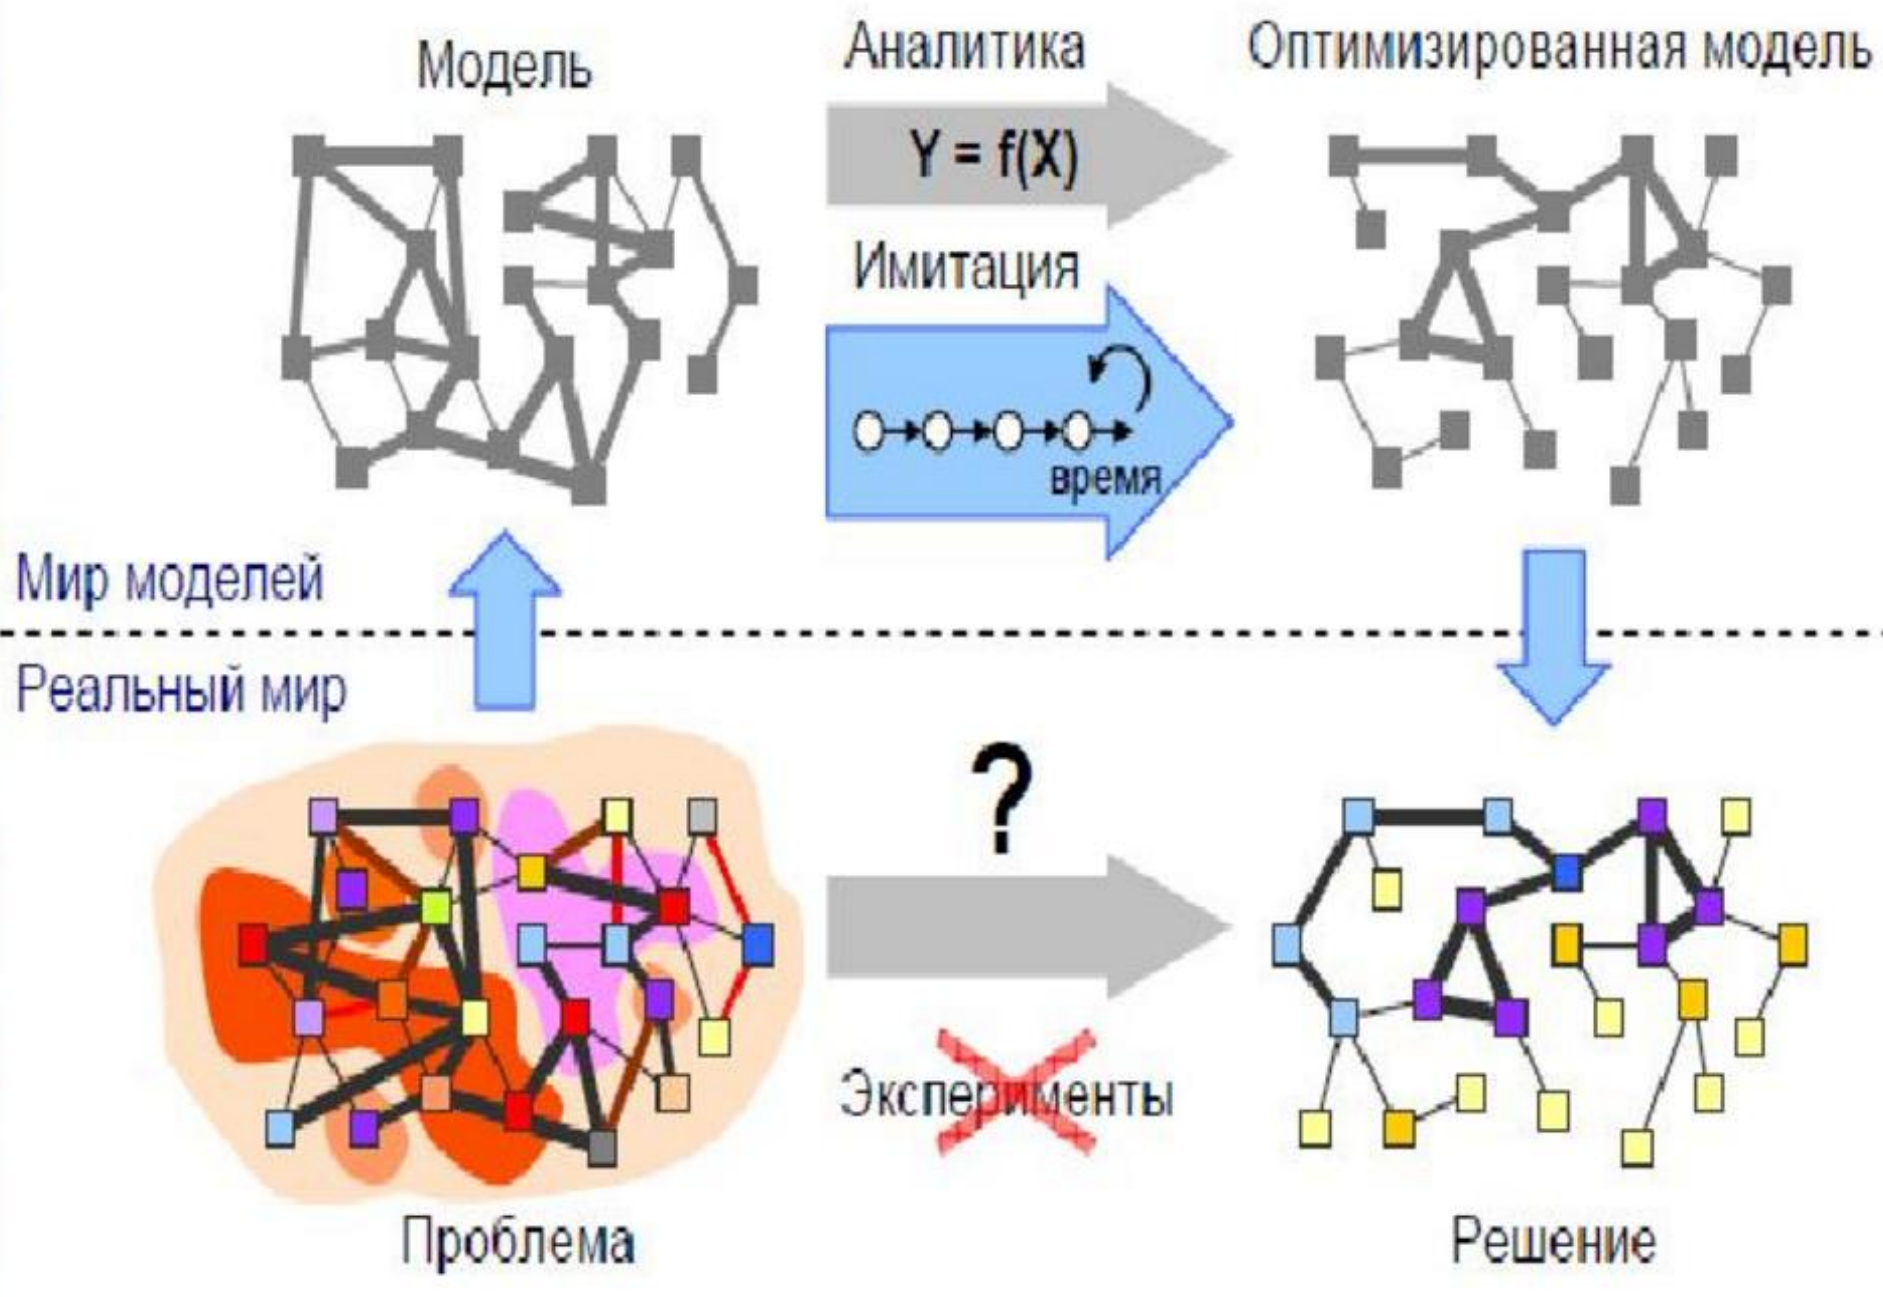 Модель
Аналитика
Оптимизированная модель
Y = f(X)
Имитация
время
Мир моделей
Реальный мир
?
Эксперименты
Проблема
Решение